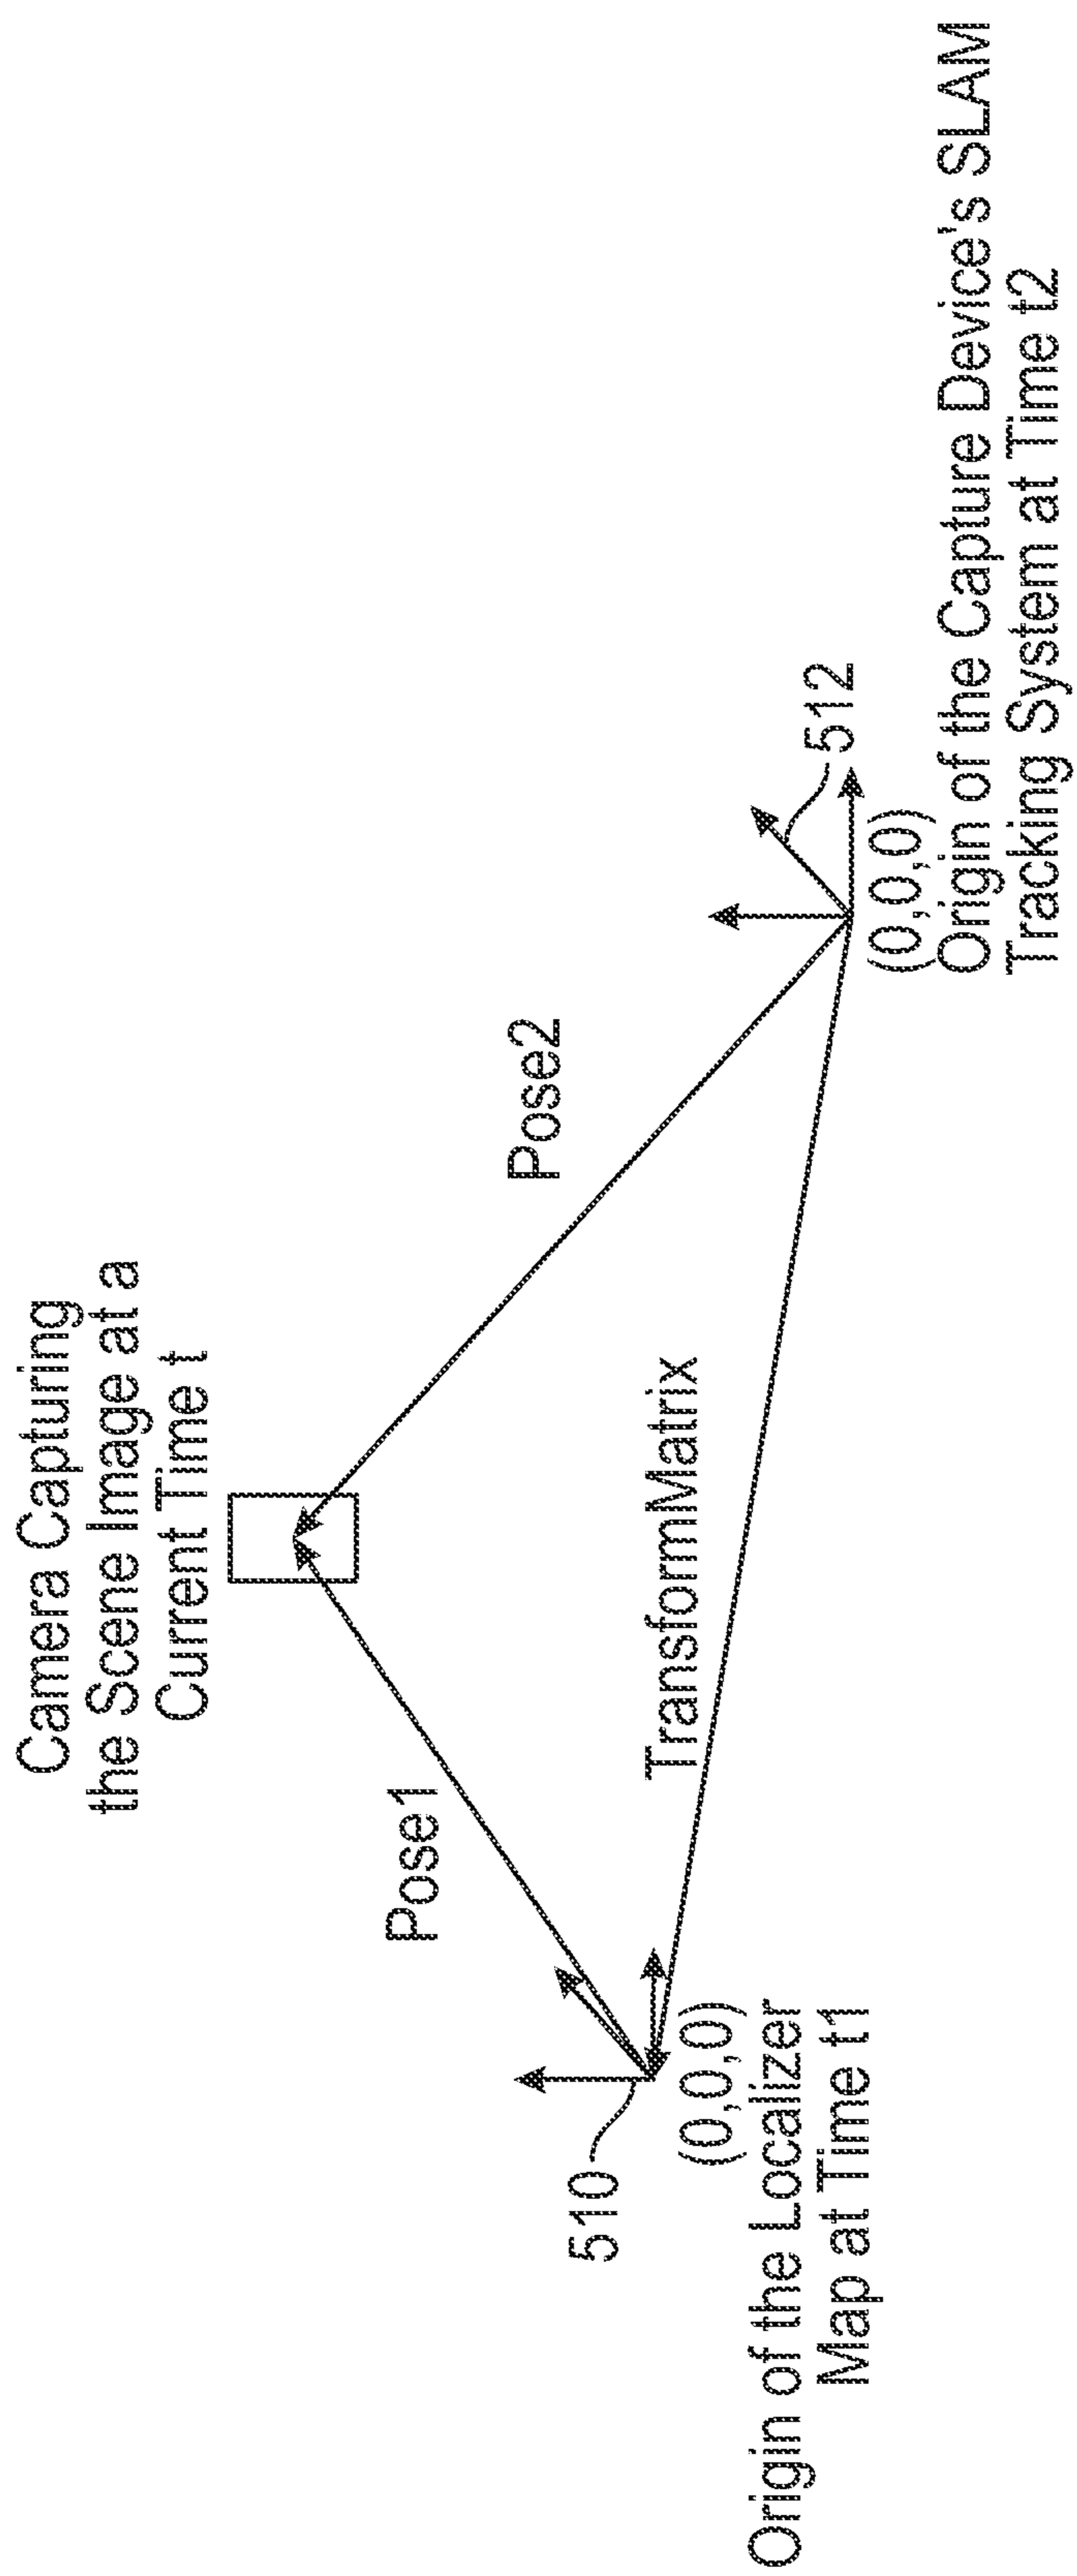 Camera Capturing
the Scene Image at a
Current Time t
Pose1
Pose2
TransformMatrix
510
(0,0,0)
Origin of the Localizer
Map at Time t1
512
(0,0,0)
Origin of the Capture Device's SLAM
Tracking System at Time t2